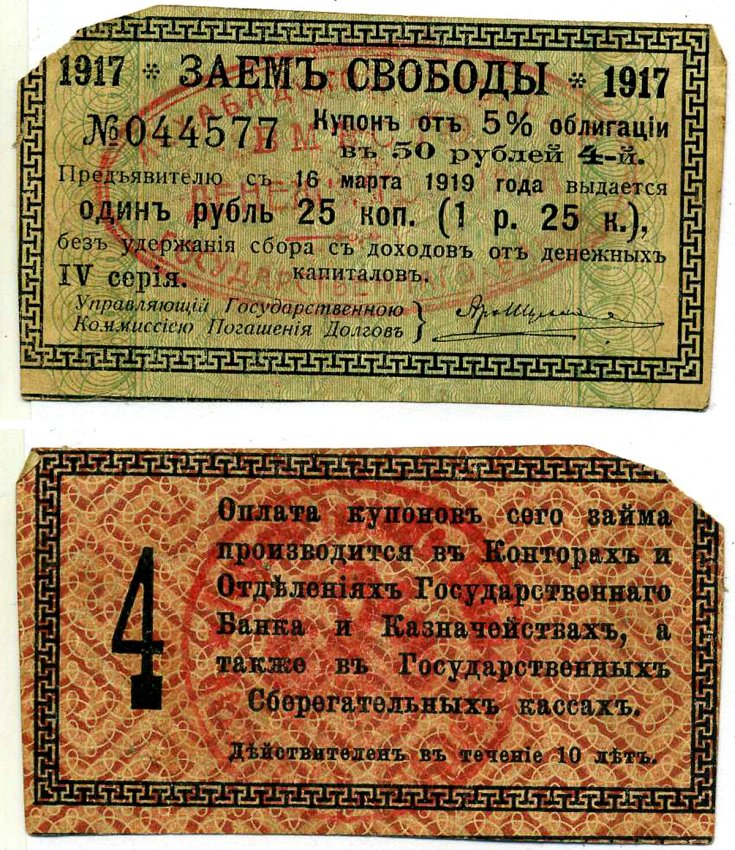 1917 * ЗАЕМЪ СВОБОДЫ * 1917
№044577 Купонъ отъ 5% облигаціи
въ 50 рублей 4-й.
Предъявителю съ 16 марта 1919 года выдается
одинъ рубль 25 коп. (1 р. 25 к.),
безъ удержанія сбора съ доходовъ отъ денежныхъ
IV серія. капиталовъ.
Управляющій Государственною
Коммиссіею Погашенія Долговъ
4
Оплата купоновъ сего займа
производится въ Конторахъ и
Отдѣленіяхъ Государственнаго
Банка и Казначействахъ, а
также въ Государственныхъ
Сберегательныхъ кассахъ.
Дѣйствителенъ въ теченіе 10 лѣтъ.